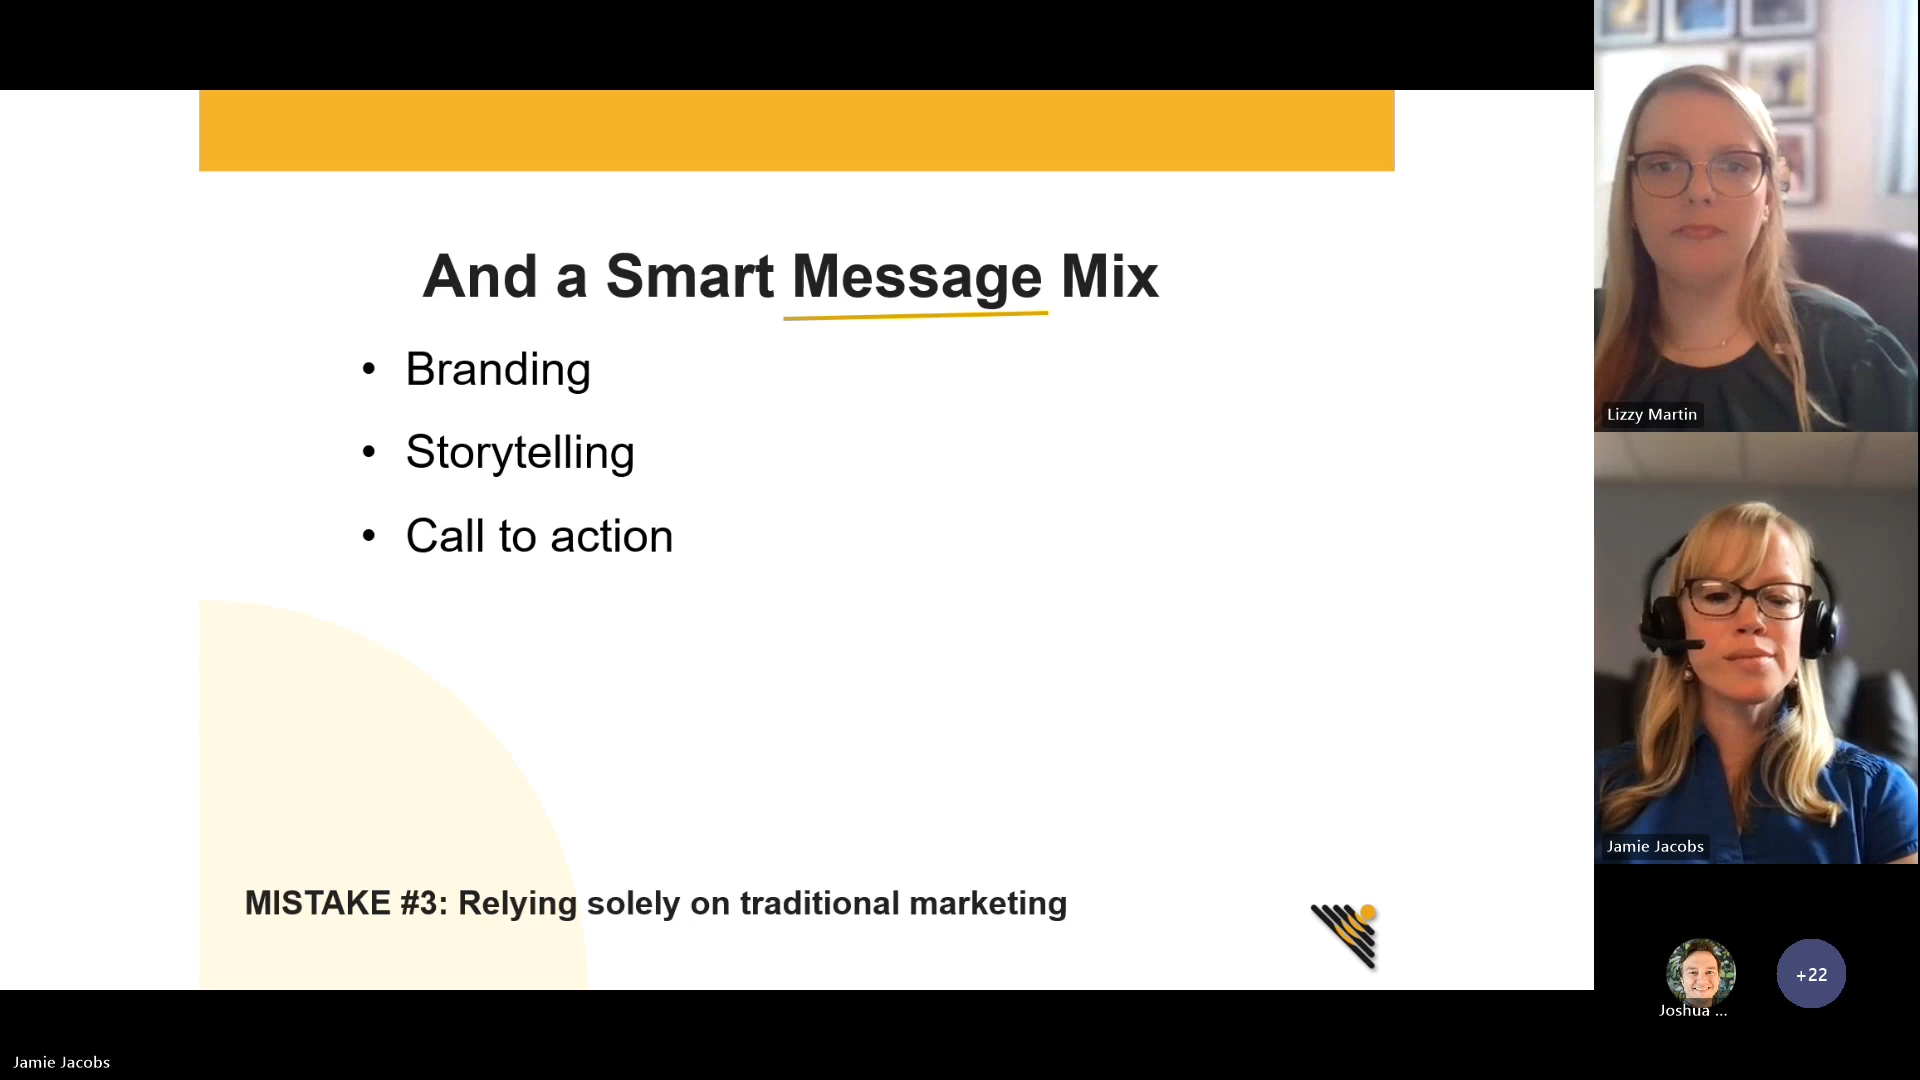 And a Smart Message Mix
• Branding
• Storytelling
• Call to action
MISTAKE #3: Relying solely on traditional marketing
Lizzy Martin
Jamie Jacobs
Joshua ...
+22
Jamie Jacobs